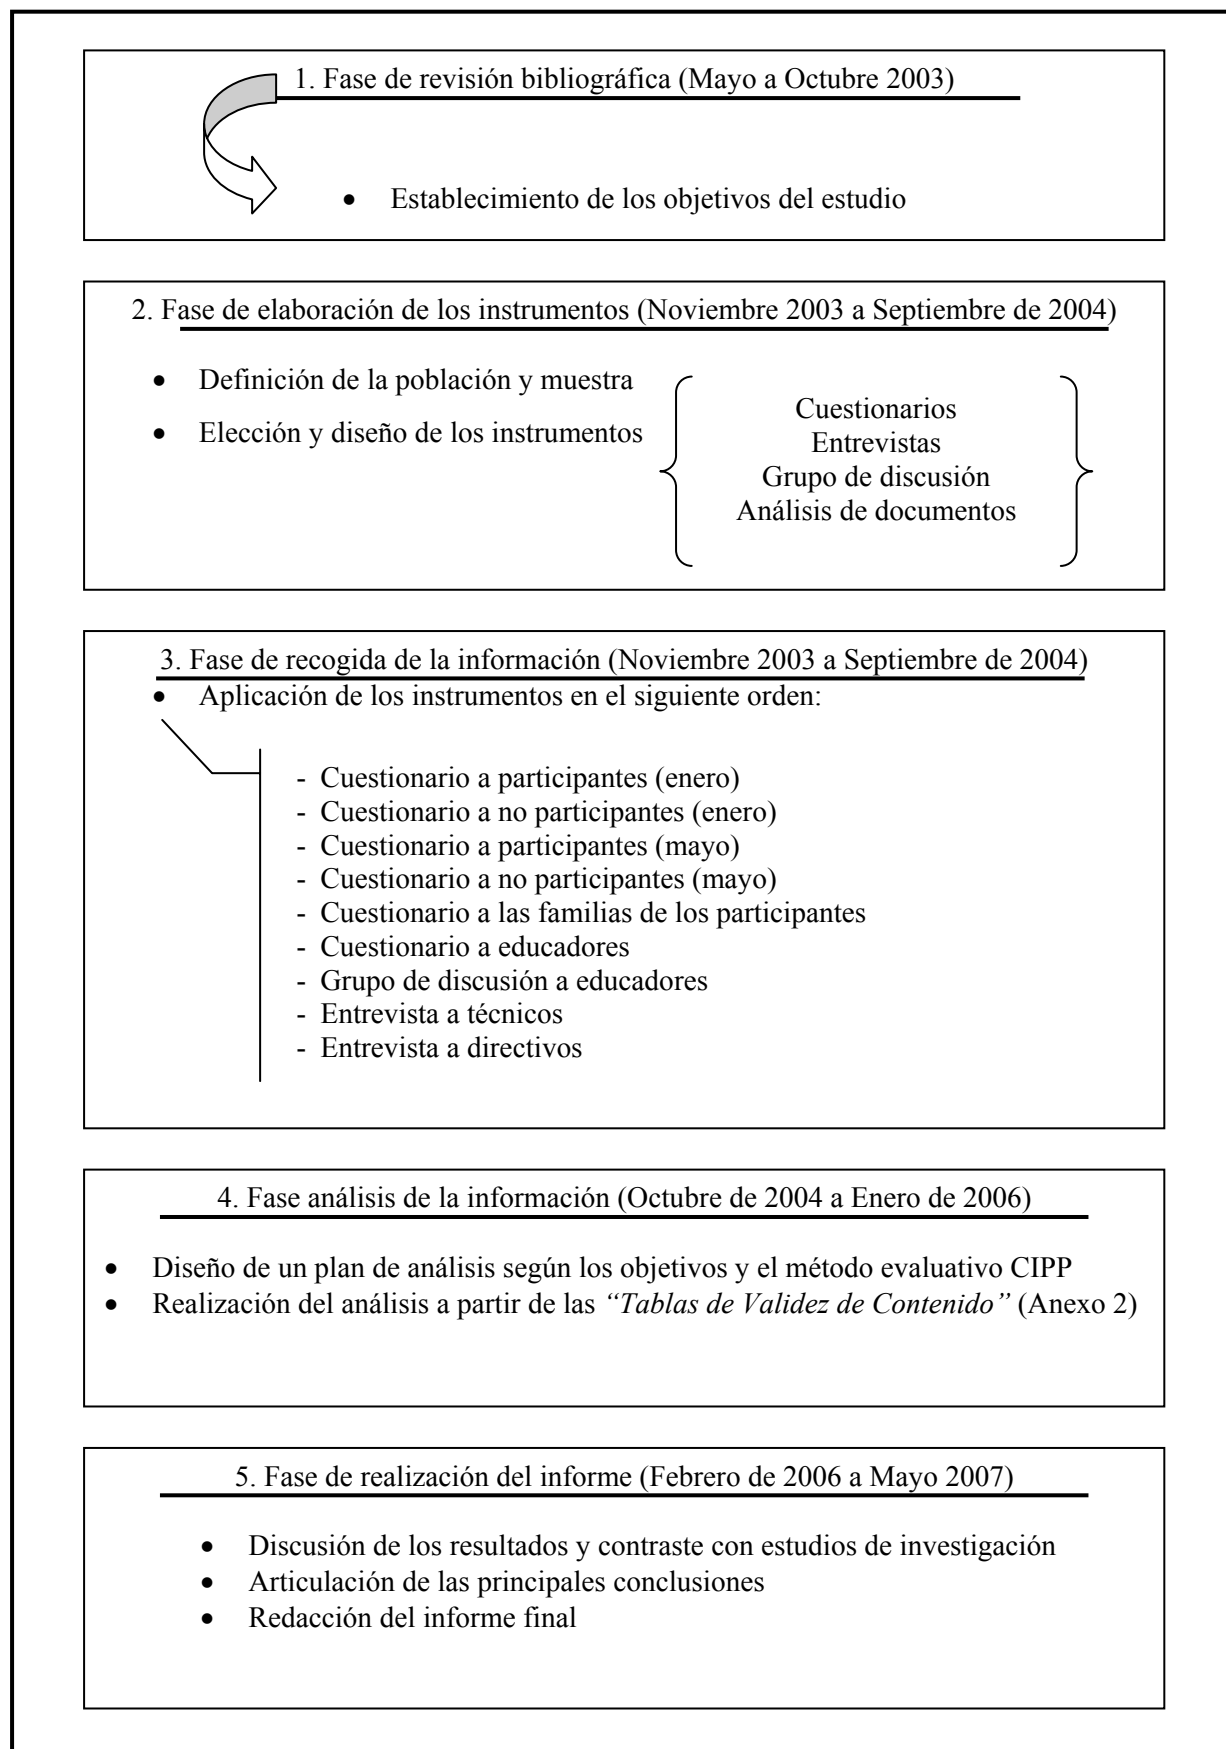 1. Fase de revisión bibliográfica (Mayo a Octubre 2003)
• Establecimiento de los objetivos del estudio
2. Fase de elaboración de los instrumentos (Noviembre 2003 a Septiembre de 2004)
• Definición de la población y muestra
• Elección y diseño de los instrumentos
Cuestionarios
Entrevistas
Grupo de discusión
Análisis de documentos
3. Fase de recogida de la información (Noviembre 2003 a Septiembre de 2004)
• Aplicación de los instrumentos en el siguiente orden:
- Cuestionario a participantes (enero)
- Cuestionario a no participantes (enero)
- Cuestionario a participantes (mayo)
- Cuestionario a no participantes (mayo)
- Cuestionario a las familias de los participantes
- Cuestionario a educadores
- Grupo de discusión a educadores
- Entrevista a técnicos
- Entrevista a directivos
4. Fase análisis de la información (Octubre de 2004 a Enero de 2006)
• Diseño de un plan de análisis según los objetivos y el método evaluativo CIPP
• Realización del análisis a partir de las “Tablas de Validez de Contenido” (Anexo 2)
5. Fase de realización del informe (Febrero de 2006 a Mayo 2007)
• Discusión de los resultados y contraste con estudios de investigación
• Articulación de las principales conclusiones
• Redacción del informe final